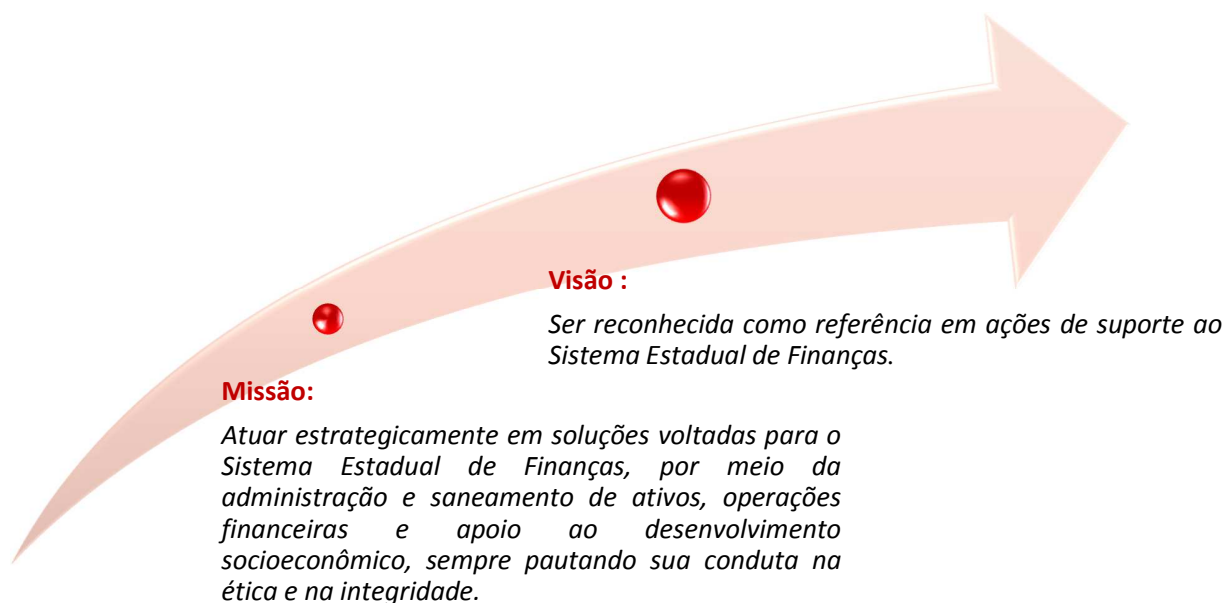 Visão :
Ser reconhecida como referência em ações de suporte ao
Sistema Estadual de Finanças.
Missão:
Atuar estrategicamente em soluções voltadas para o
Sistema Estadual de Finanças, por meio da
administração e saneamento de ativos, operações
financeiras e apoio ao desenvolvimento
socioeconômico, sempre pautando sua conduta na
ética e na integridade.